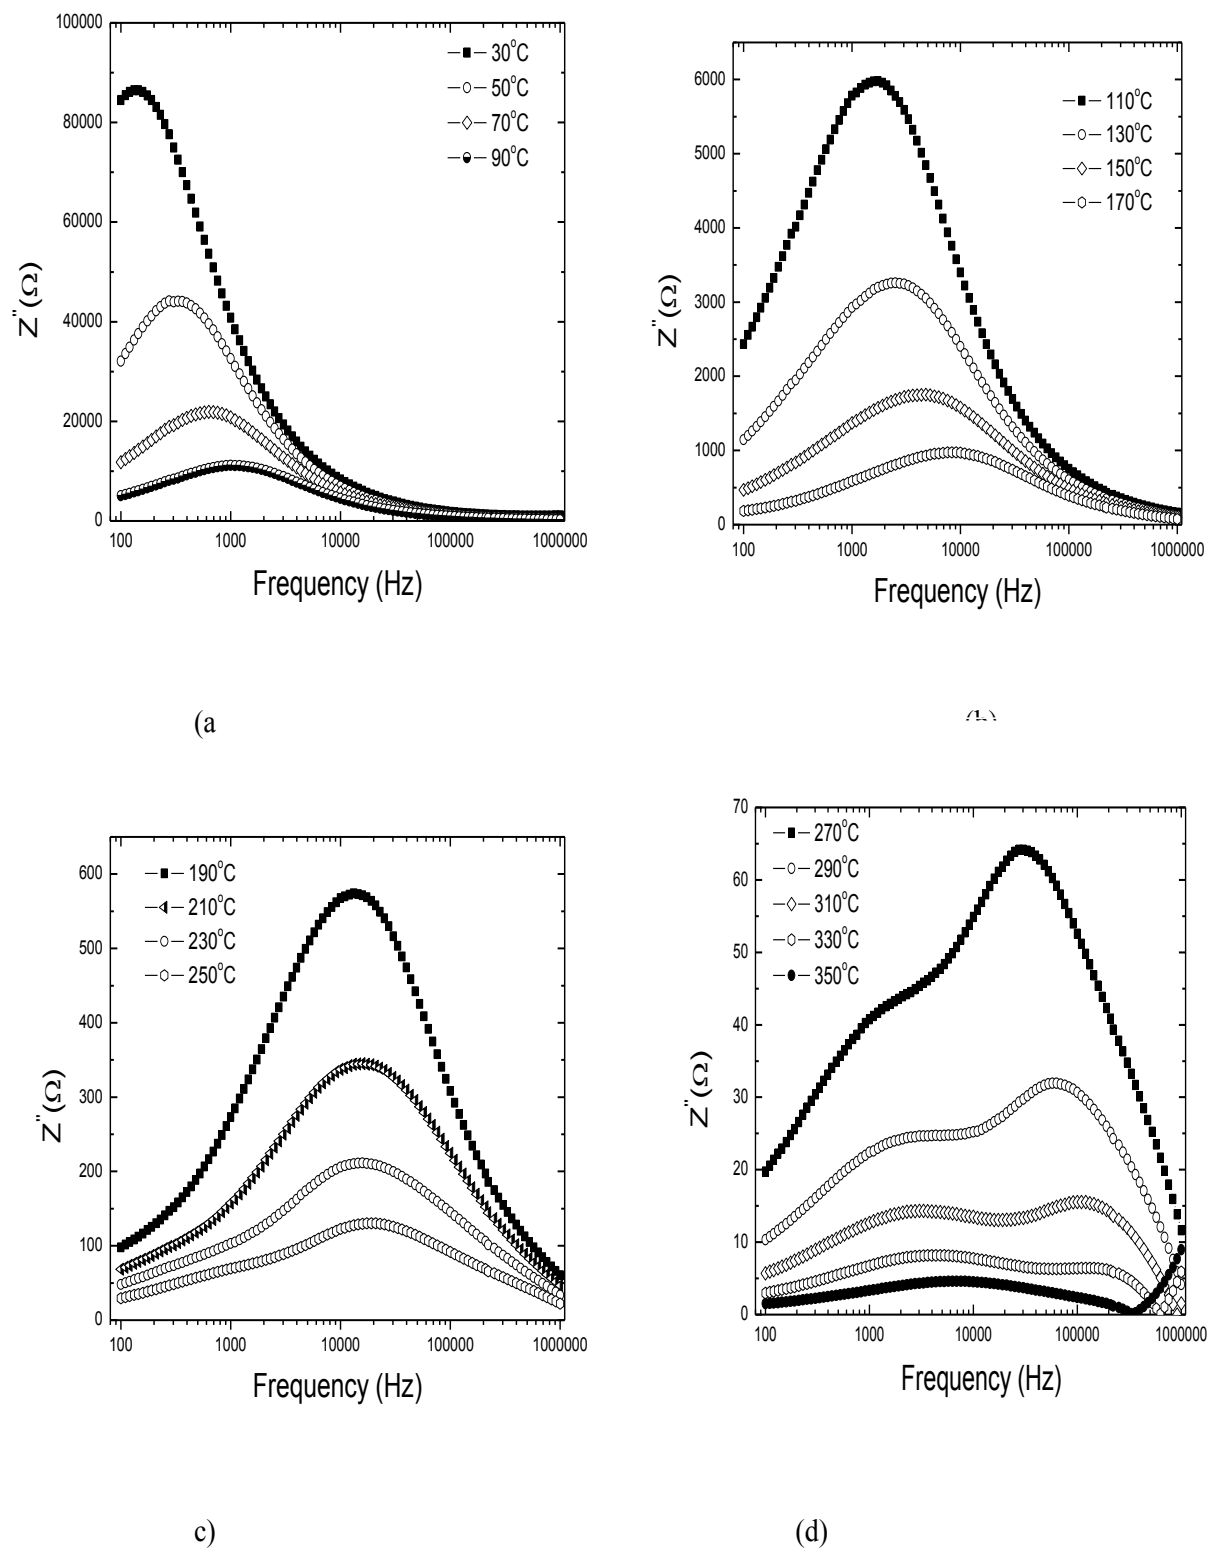 100000
80000
60000
40000
20000
0
Z"(Ω)
30°C
50°C
70°C
90°C
100 1000 10000 100000 1000000
Frequency (Hz)
(a
6000
5000
4000
3000
2000
1000
0
Z"(Ω)
110°C
130°C
150°C
170°C
100 1000 10000 100000 1000000
Frequency (Hz)
600
500
400
300
200
100
0
Z"(Ω)
190°C
210°C
230°C
250°C
100 1000 10000 100000 1000000
Frequency (Hz)
c)
70
60
50
40
30
20
10
0
Z"(Ω)
270°C
290°C
310°C
330°C
350°C
100 1000 10000 100000 1000000
Frequency (Hz)
(d)